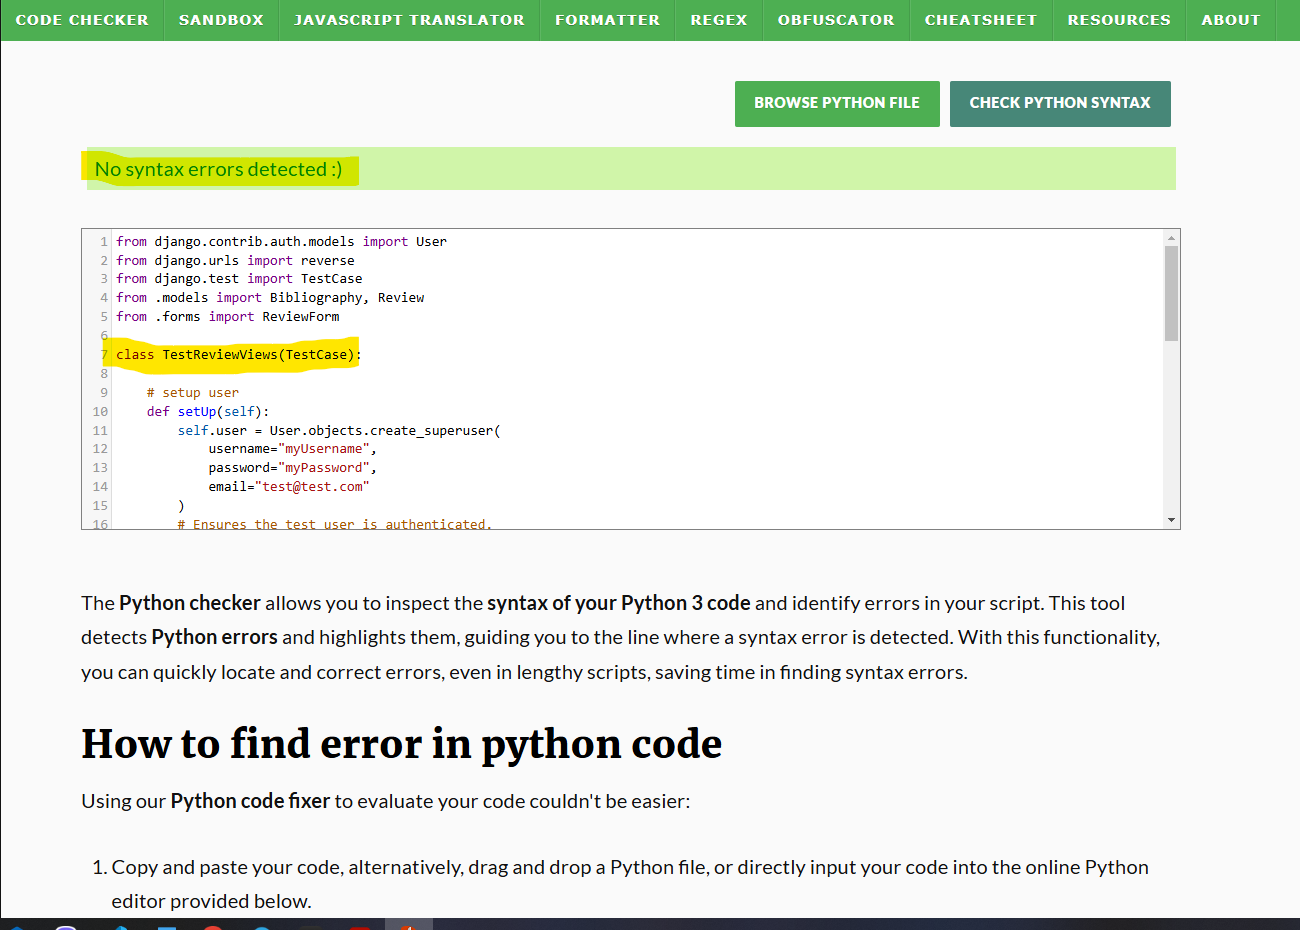 CODE CHECKER SANDBOX JAVASCRIPT TRANSLATOR FORMATTER REGEX OBFUSCATOR CHEATSHEET RESOURCES ABOUT
BROWSE PYTHON FILE CHECK PYTHON SYNTAX
No syntax errors detected :)
1 from django.contrib.auth.models import User
2 from django.urls import reverse
3 from django.test import TestCase
4 from .models import Bibliography, Review
5 from .forms import ReviewForm
6
7 class TestReviewViews(TestCase):
8
9     # setup user
10     def setUp(self):
11         self.user = User.objects.create_superuser(
12             username="myUsername",
13             password="myPassword",
14             email="test@test.com"
15         )
16         # Ensures the test user is authenticated.
The Python checker allows you to inspect the syntax of your Python 3 code and identify errors in your script. This tool
detects Python errors and highlights them, guiding you to the line where a syntax error is detected. With this functionality,
you can quickly locate and correct errors, even in lengthy scripts, saving time in finding syntax errors.
How to find error in python code
Using our Python code fixer to evaluate your code couldn't be easier:
1. Copy and paste your code, alternatively, drag and drop a Python file, or directly input your code into the online Python
editor provided below.